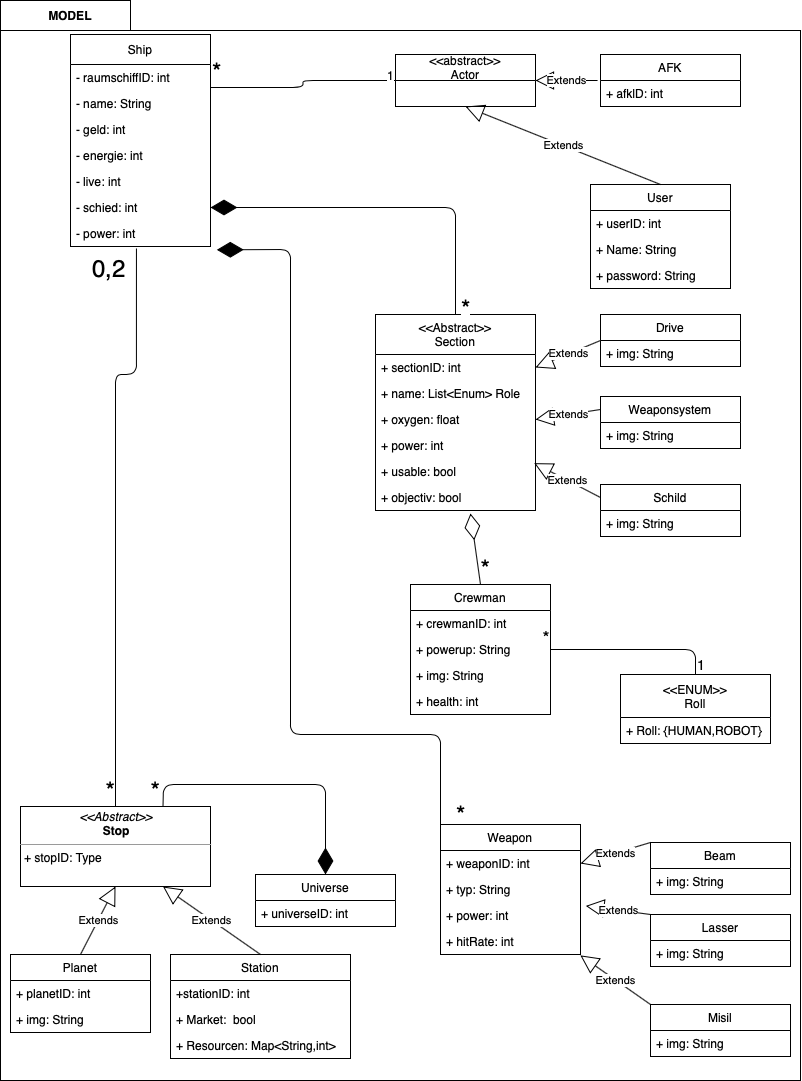 MODEL
Ship
- raumschiffID: int
- name: String
- geld: int
- energie: int
- live: int
- schied: int
- power: int
*
1
0,2
<<abstract>>
Actor
Extends
AFK
+ afkID: int
Extends
User
+ userID: int
+ Name: String
+ password: String
*
<<Abstract>>
Section
+ sectionID: int
+ name: List<Enum> Role
+ oxygen: float
+ power: int
+ usable: bool
+ objectiv: bool
Extends
Drive
+ img: String
Extends
Weaponsystem
+ img: String
Extends
Schild
+ img: String
*
Crewman
+ crewmanID: int
+ powerup: String
+ img: String
+ health: int
*
1
<<ENUM>>
Roll
+ Roll: {HUMAN,ROBOT}
*
*
<<Abstract>>
Stop
+ stopID: Type
Universe
+ universeID: int
Extends
Extends
Planet
+ planetID: int
+ img: String
Station
+stationID: int
+ Market:  bool
+ Resourcen: Map<String,int>
*
Weapon
+ weaponID: int
+ typ: String
+ power: int
+ hitRate: int
Extends
Beam
+ img: String
Extends
Lasser
+ img: String
Extends
Misil
+ img: String